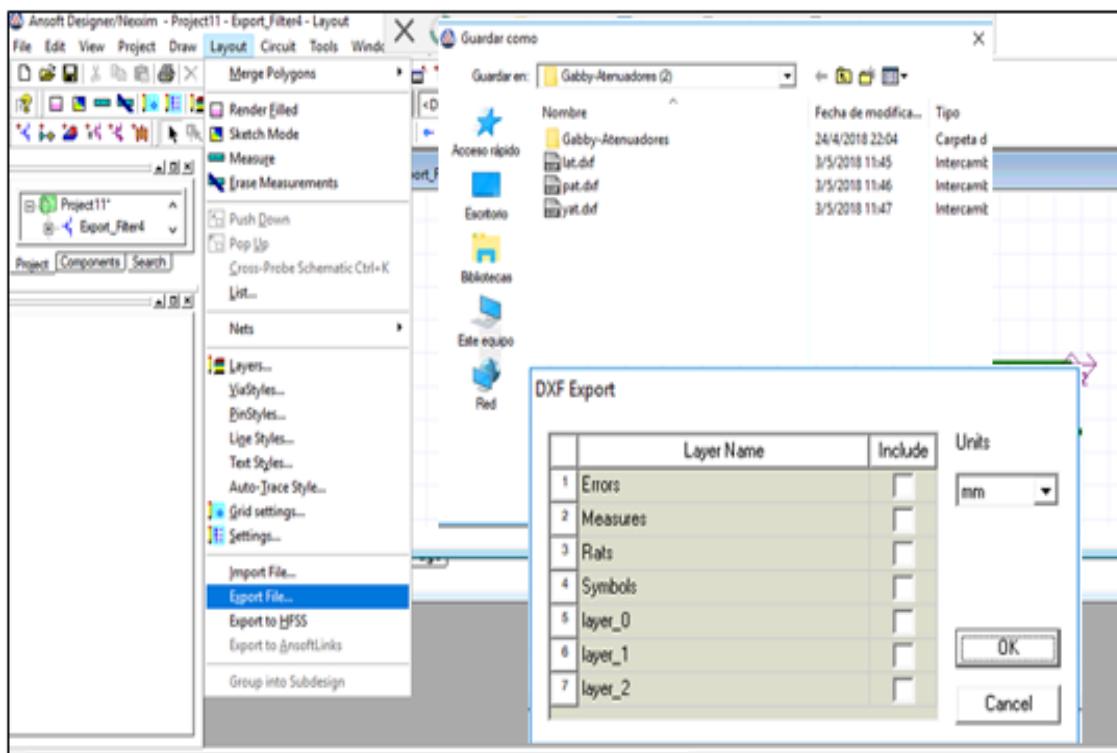 Ansoft Designer/Nexxim - Project11 - Export_Filter4 - Layout
File Edit View Project Draw Layout Circuit Tools
Merge Polygons
Render Filled
Sketch Mode
Measure
Erase Measurements
Push Down
Pop Up
Cross-Probe Schematic Ctrl+K
List...
Nets
Layers...
ViaStyles...
PinStyles...
Line Styles...
Text Styles...
Auto-Trace Style...
Grid settings...
Settings...
Import File...
Export File...
Export to HFSS
Export to AnsoftLinks
Group into Subdesign
Project11*
Export_Filter4
Project Components Search
Guardar como
Guardar en: Gabby-Atenuadores (2)
Nombre Fecha de modifica... Tipo
Gabby-Atenuadores 24/4/2018 22:04 Carpeta d
lat.dxf 3/5/2018 11:45
pat.dxf 3/5/2018 11:46
yat.dxf 3/5/2018 11:47
Acceso rápido
Escritorio
Bibliotecas
Este equipo
Red
DXF Export
Layer Name Include
1 Errors
2 Measures
3 Rats
4 Symbols
5 layer_0
6 layer_1
7 layer_2
Units
mm
OK
Cancel